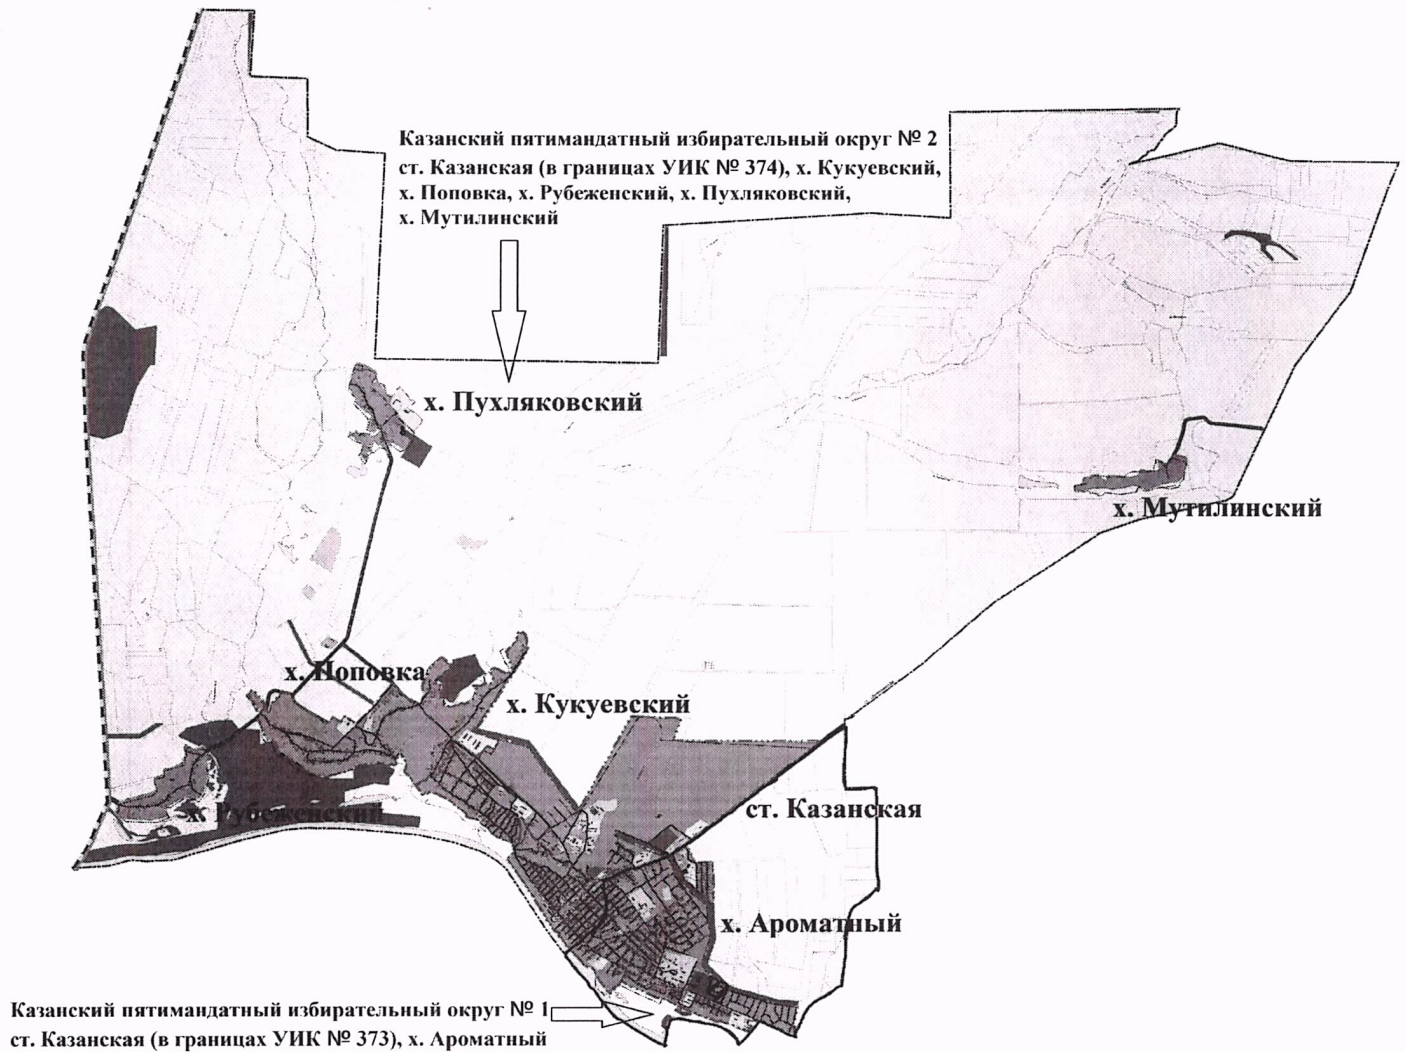 Казанский пятимандатный избирательный округ № 2
ст. Казанская (в границах УИК № 374), х. Кукуевский,
х. Поповка, х. Рубеженский, х. Пухляковский,
х. Мутилинский
х. Пухляковский
х. Мутилинский
х. Поповка
х. Кукуевский
х. Рубеженский
ст. Казанская
х. Ароматный
Казанский пятимандатный избирательный округ № 1
ст. Казанская (в границах УИК № 373), х. Ароматный